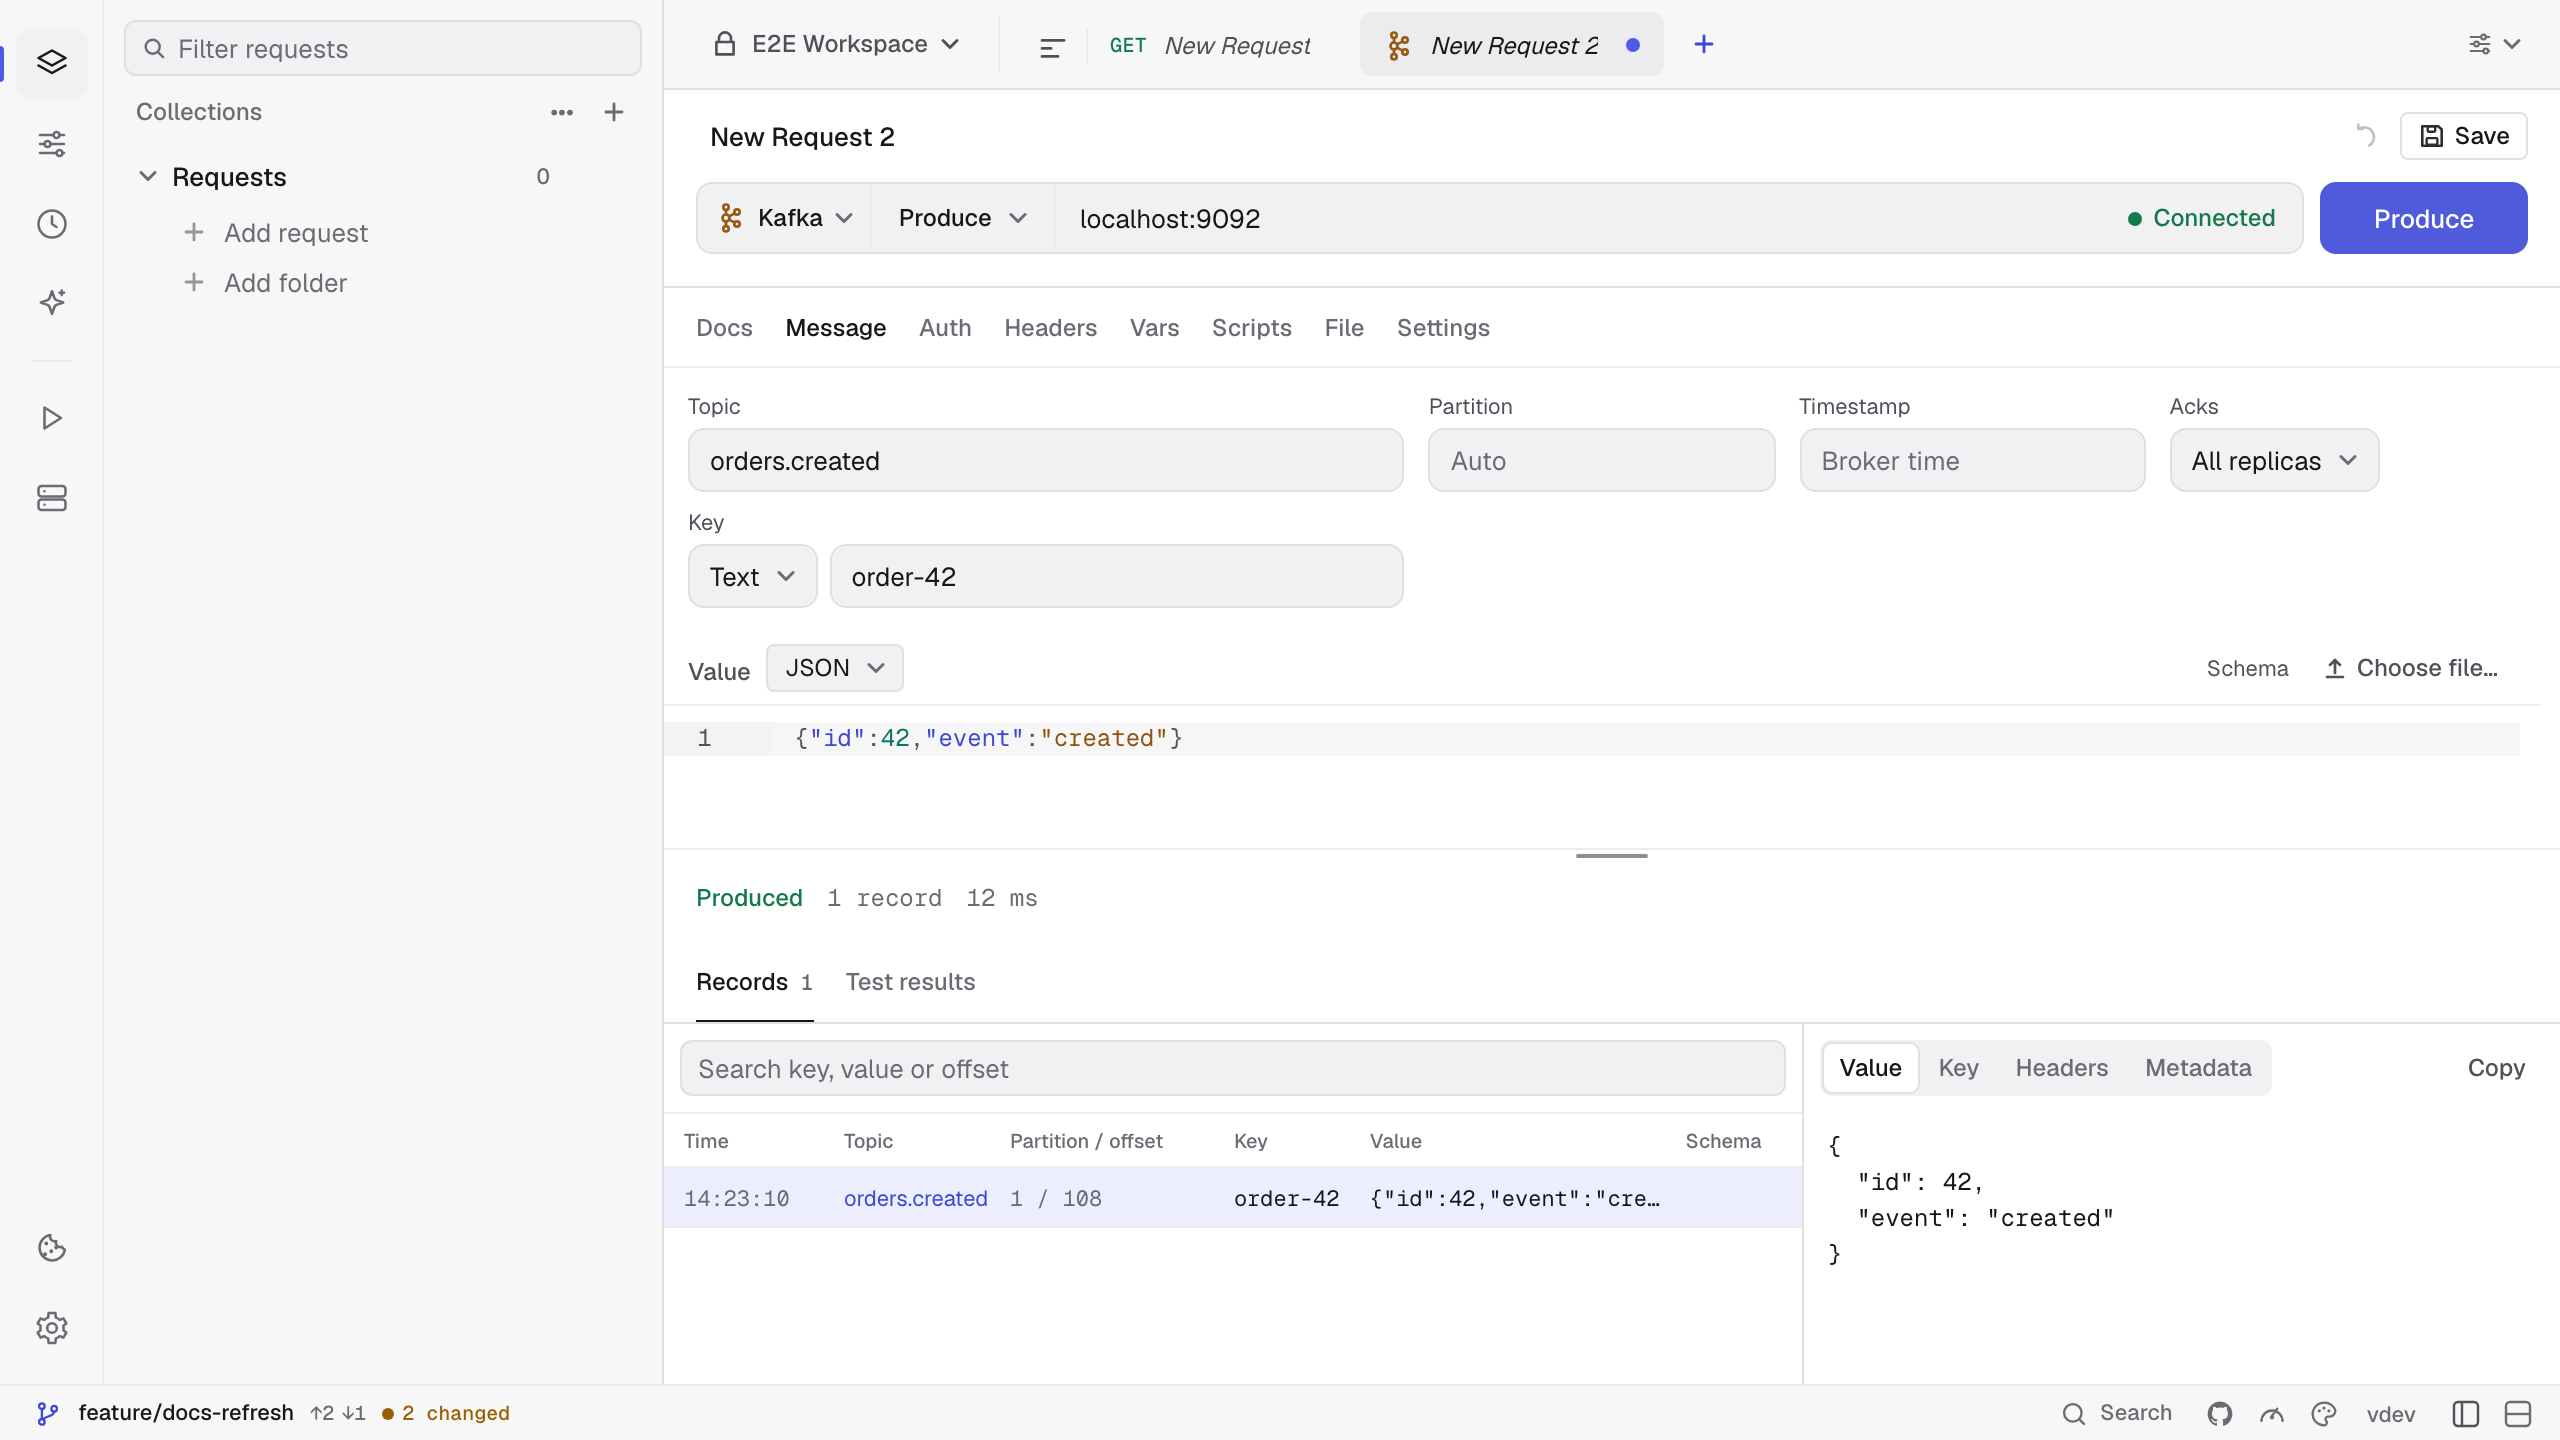 Filter requests
Collections
Requests 0
Add request
Add folder
E2E Workspace
GET New Request
New Request 2
New Request 2
Save
Kafka Produce localhost:9092 Connected Produce
Docs Message Auth Headers Vars Scripts File Settings
Topic Partition Timestamp Acks
orders.created Auto Broker time All replicas
Key
Text order-42
Value JSON Schema Choose file...
1 {"id":42,"event":"created"}
Produced 1 record 12 ms
Records 1 Test results
Search key, value or offset
Time Topic Partition / offset Key Value Schema
14:23:10 orders.created 1 / 108 order-42 {"id":42,"event":"cre…
Value Key Headers Metadata Copy
{
"id": 42,
"event": "created"
}
feature/docs-refresh ↑2 ↓1 2 changed
Search vdev